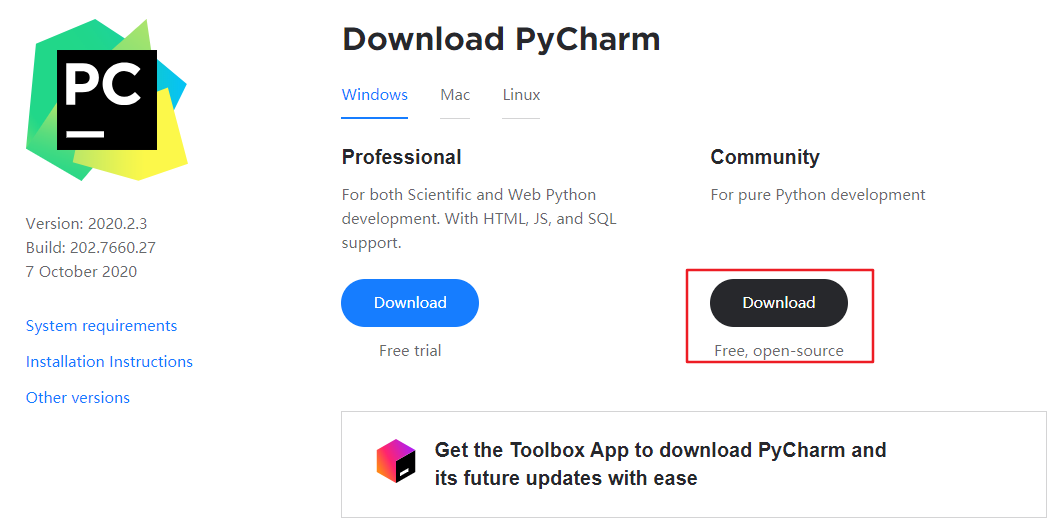 PC
Version: 2020.2.3
Build: 202.7660.27
7 October 2020
System requirements
Installation Instructions
Other versions
Download PyCharm
Windows Mac Linux
Professional
For both Scientific and Web Python
development. With HTML, JS, and SQL
support.
Download
Free trial
Community
For pure Python development
Download
Free, open-source
Get the Toolbox App to download PyCharm and
its future updates with ease